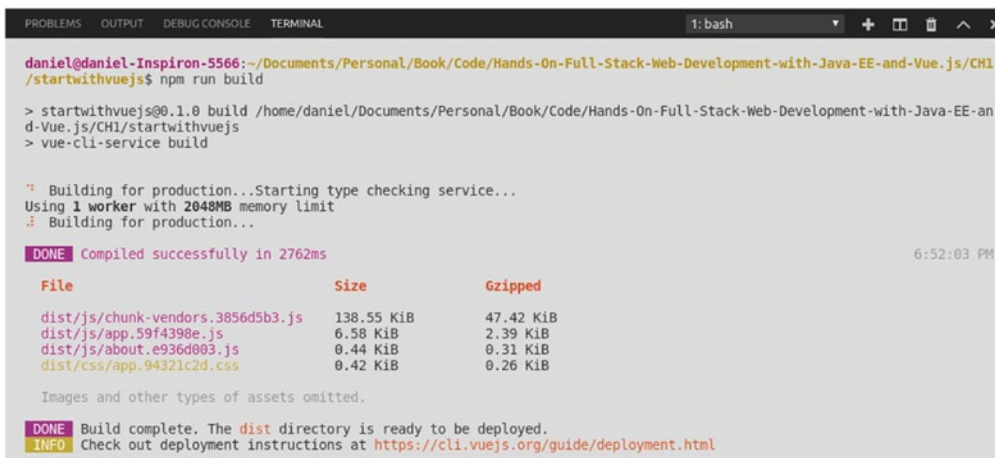 PROBLEMS OUTPUT DEBUG CONSOLE TERMINAL 1: bash
daniel@daniel-Inspiron-5566:~/Documents/Personal/Book/Code/Hands-On-Full-Stack-Web-Development-with-Java-EE-and-Vue.js/CH1
/startwithvuejs$ npm run build
> startwithvuejs@0.1.0 build /home/daniel/Documents/Personal/Book/Code/Hands-On-Full-Stack-Web-Development-with-Java-EE-an
d-Vue.js/CH1/startwithvuejs
> vue-cli-service build
Building for production...Starting type checking service...
Using 1 worker with 2048MB memory limit
Building for production...
DONE Compiled successfully in 2762ms 6:52:03 PM
File Size Gzipped
dist/js/chunk-vendors.3856d5b3.js 138.55 KiB 47.42 KiB
dist/js/app.59f4398e.js 6.58 KiB 2.39 KiB
dist/js/about.e936d003.js 0.44 KiB 0.31 KiB
dist/css/app.94321c2d.css 0.42 KiB 0.26 KiB
Images and other types of assets omitted.
DONE Build complete. The dist directory is ready to be deployed.
INFO Check out deployment instructions at https://cli.vuejs.org/guide/deployment.html